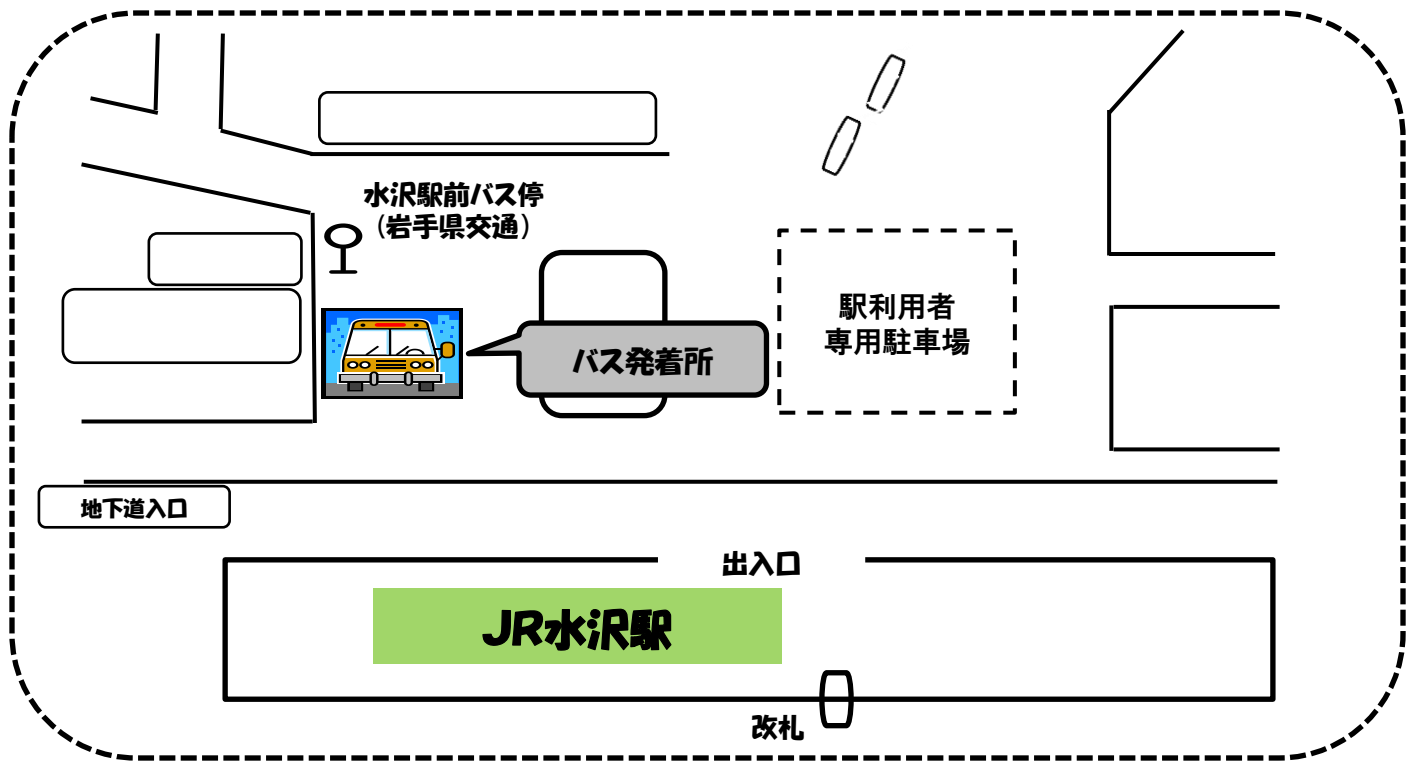 水沢駅前バス停
（岩手県交通）
駅利用者
専用駐車場
バス発着所
地下道入口
出入口
JR水沢駅
改札